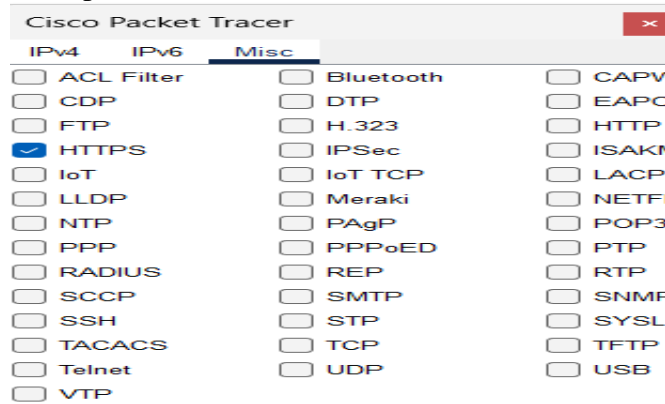 Cisco Packet Tracer
IPv4 IPv6 Misc
ACL Filter Bluetooth
CDP DTP
FTP H.323 HTTP
HTTPS IPSec
IoT IoT TCP LACP
LLDP Meraki
NTP PAgP POP3
PPP PPPoED PTP
RADIUS REP RTP
SCCP SMTP
SSH STP
TACACS TCP TFTP
Telnet UDP USB
VTP